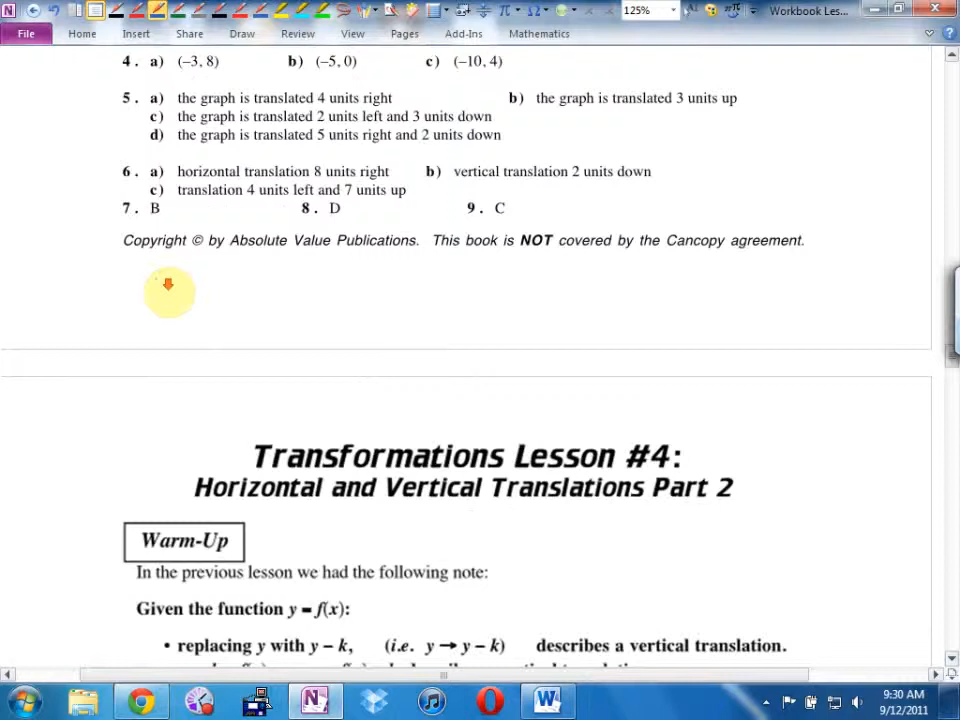 125%
Workbook Les...
File Home Insert Share Draw Review View Pages Add-Ins Mathematics
4. a) (–3, 8) b) (–5, 0) c) (–10, 4)
5. a) the graph is translated 4 units right b) the graph is translated 3 units up
c) the graph is translated 2 units left and 3 units down
d) the graph is translated 5 units right and 2 units down
6. a) horizontal translation 8 units right b) vertical translation 2 units down
c) translation 4 units left and 7 units up
7. B 8. D 9. C
Copyright © by Absolute Value Publications. This book is NOT covered by the Cancopy agreement.
Transformations Lesson #4:
Horizontal and Vertical Translations Part 2
Warm-Up
In the previous lesson we had the following note:
Given the function y = f(x):
• replacing y with y – k, (i.e. y → y – k) describes a vertical translation.
9:30 AM
9/12/2011